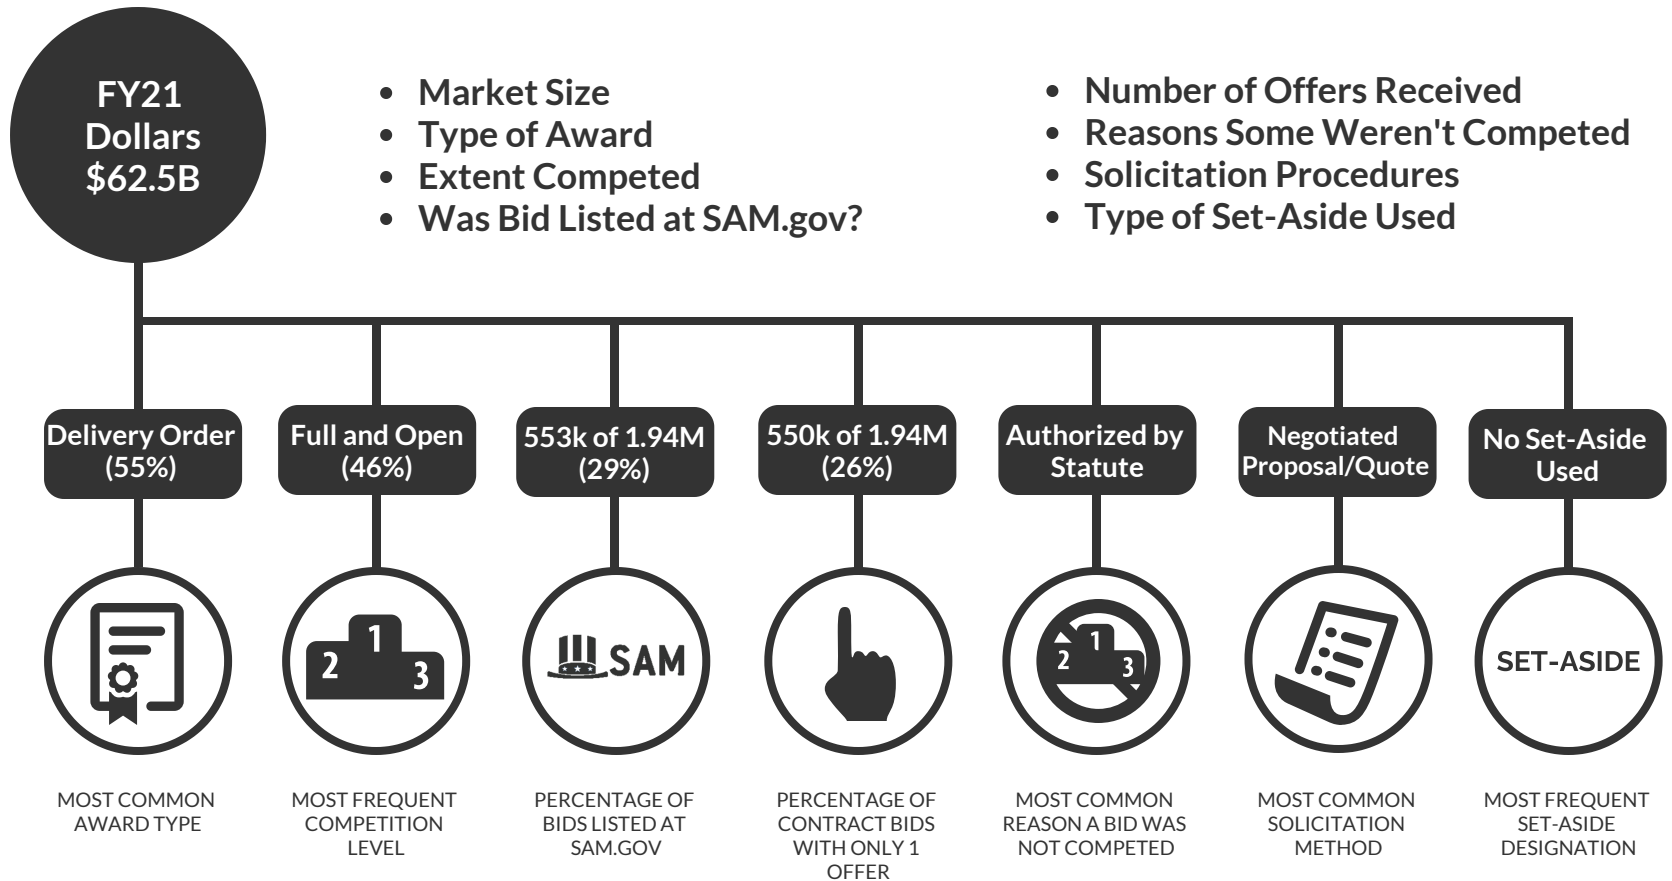 FY21
Dollars
$62.5B
• Market Size
• Type of Award
• Extent Competed
• Was Bid Listed at SAM.gov?
• Number of Offers Received
• Reasons Some Weren't Competed
• Solicitation Procedures
• Type of Set-Aside Used
Delivery Order
(55%)
Full and Open
(46%)
553k of 1.94M
(29%)
550k of 1.94M
(26%)
Authorized by
Statute
Negotiated
Proposal/Quote
No Set-Aside
Used
2 1 3
SAM
2 1 3
SET-ASIDE
MOST COMMON
AWARD TYPE
MOST FREQUENT
COMPETITION
LEVEL
PERCENTAGE OF
BIDS LISTED AT
SAM.GOV
PERCENTAGE OF
CONTRACT BIDS
WITH ONLY 1
OFFER
MOST COMMON
REASON A BID WAS
NOT COMPETED
MOST COMMON
SOLICITATION
METHOD
MOST FREQUENT
SET-ASIDE
DESIGNATION